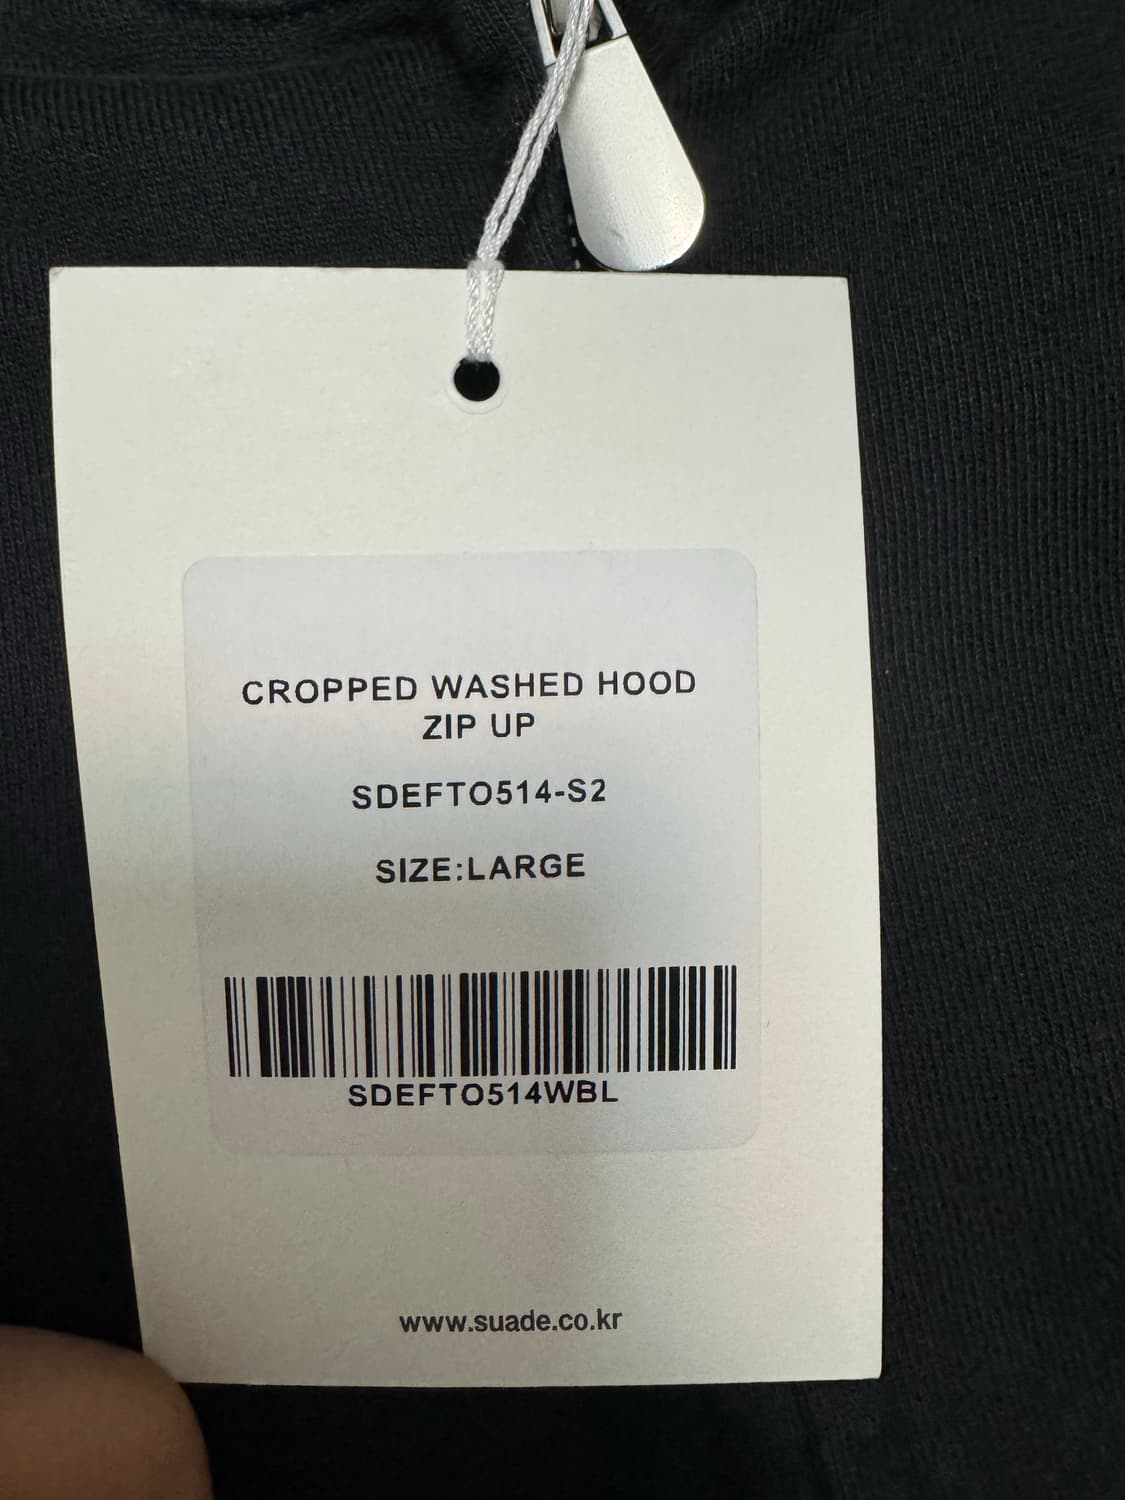 CROPPED WASHED HOOD
ZIP UP
SDEFTO514-S2
SIZE:LARGE
SDEFTO514WBL
www.suade.co.kr